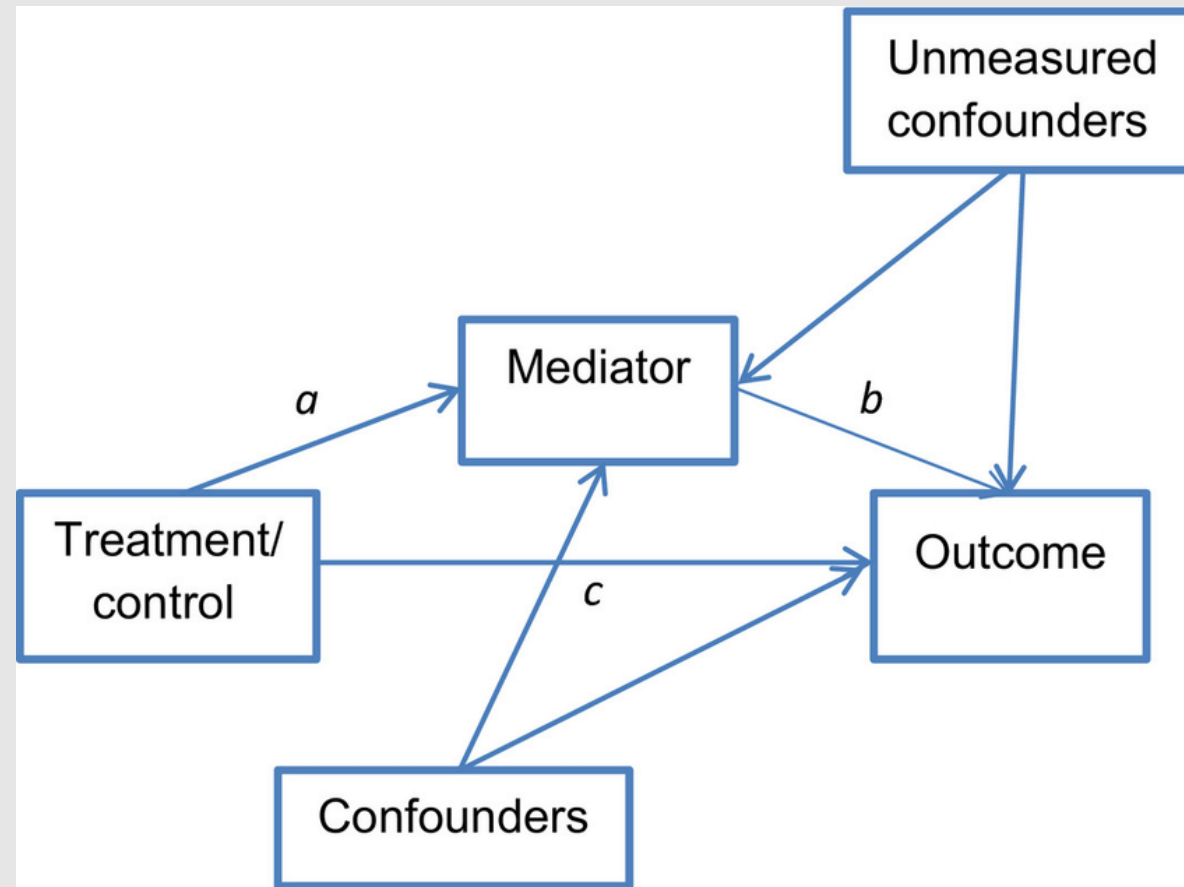 Unmeasured
confounders
Mediator
a
b
Treatment/
control
Outcome
c
Confounders